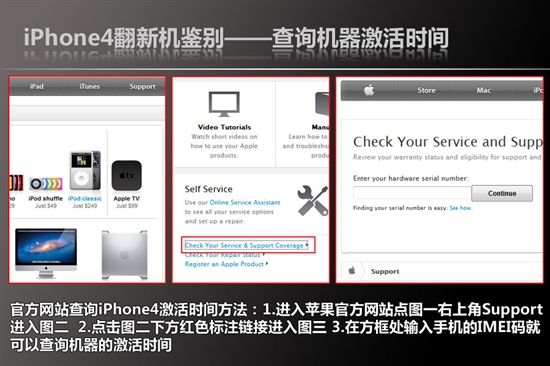 iPhone4翻新机鉴别——查询机器激活时间
iPad iTunes Support
iPod shuffle iPod classic Apple TV
Just $49 Just $249 Just $99
Video Tutorials
Watch short videos on
how to use your Apple
products.
Manu
Learn how to
and troubleshoo
products.
Self Service
Use our Online Service Assistant
to see all your service options
and set up a repair.
Check Your Service & Support Coverage
Check Your Repair Status
Register an Apple Product
Store Mac iPo
Check Your Service and Supp
Review your warranty status and eligibility for support and
Enter your hardware serial number:
Continue
Finding your serial number is easy. See how.
Support
官方网站查询iPhone4激活时间方法：1.进入苹果官方网站点图一右上角Support
进入图二 2.点击图二下方红色标注链接进入图三 3.在方框处输入手机的IMEI码就
可以查询机器的激活时间